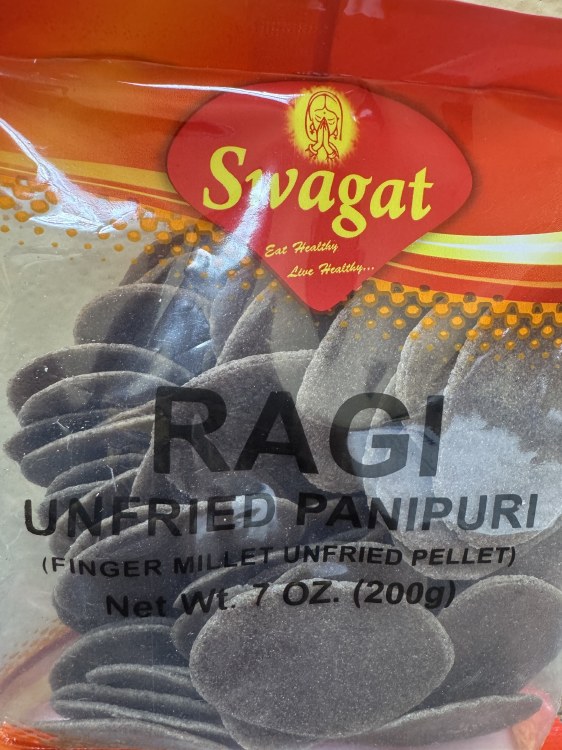 Swagat
Eat Healthy
Live Healthy...
RAGI
UNFRIED PANIPURI
(FINGER MILLET UNFRIED PELLET)
Net Wt. 7 OZ. (200g)